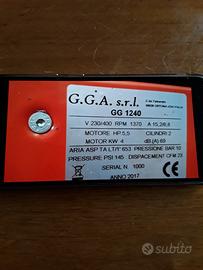 G.G.A. s.r.l.
GG 1240
V 230/400 RPM 1370 A 15,2/8,8
MOTORE HP.5,5 CILINDRI 2
MOTORE KW 4 dB.(A) 69
ARIA ASP TA LT/1' 653 PRESSIONE BAR 10
PRESSIONE PSI 145 DISPACEMENT CFM 23
SERIAL N. 1000
ANNO 2017
subito